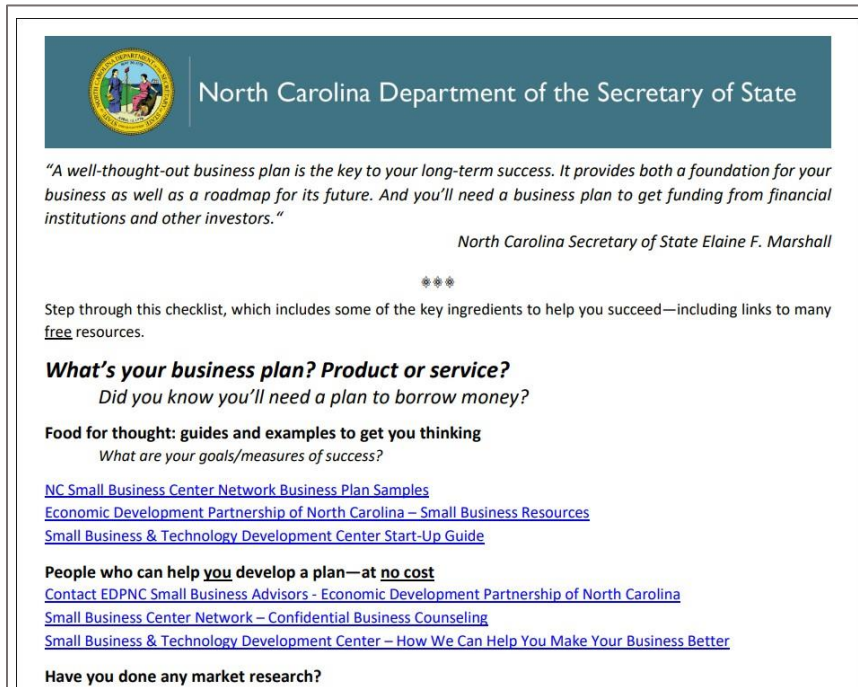 North Carolina Department of the Secretary of State
“A well-thought-out business plan is the key to your long-term success. It provides both a foundation for your
business as well as a roadmap for its future. And you’ll need a business plan to get funding from financial
institutions and other investors.“
North Carolina Secretary of State Elaine F. Marshall
Step through this checklist, which includes some of the key ingredients to help you succeed—including links to many
free resources.
What’s your business plan? Product or service?
Did you know you’ll need a plan to borrow money?
Food for thought: guides and examples to get you thinking
What are your goals/measures of success?
NC Small Business Center Network Business Plan Samples
Economic Development Partnership of North Carolina – Small Business Resources
Small Business & Technology Development Center Start-Up Guide
People who can help you develop a plan—at no cost
Contact EDPNC Small Business Advisors - Economic Development Partnership of North Carolina
Small Business Center Network – Confidential Business Counseling
Small Business & Technology Development Center – How We Can Help You Make Your Business Better
Have you done any market research?